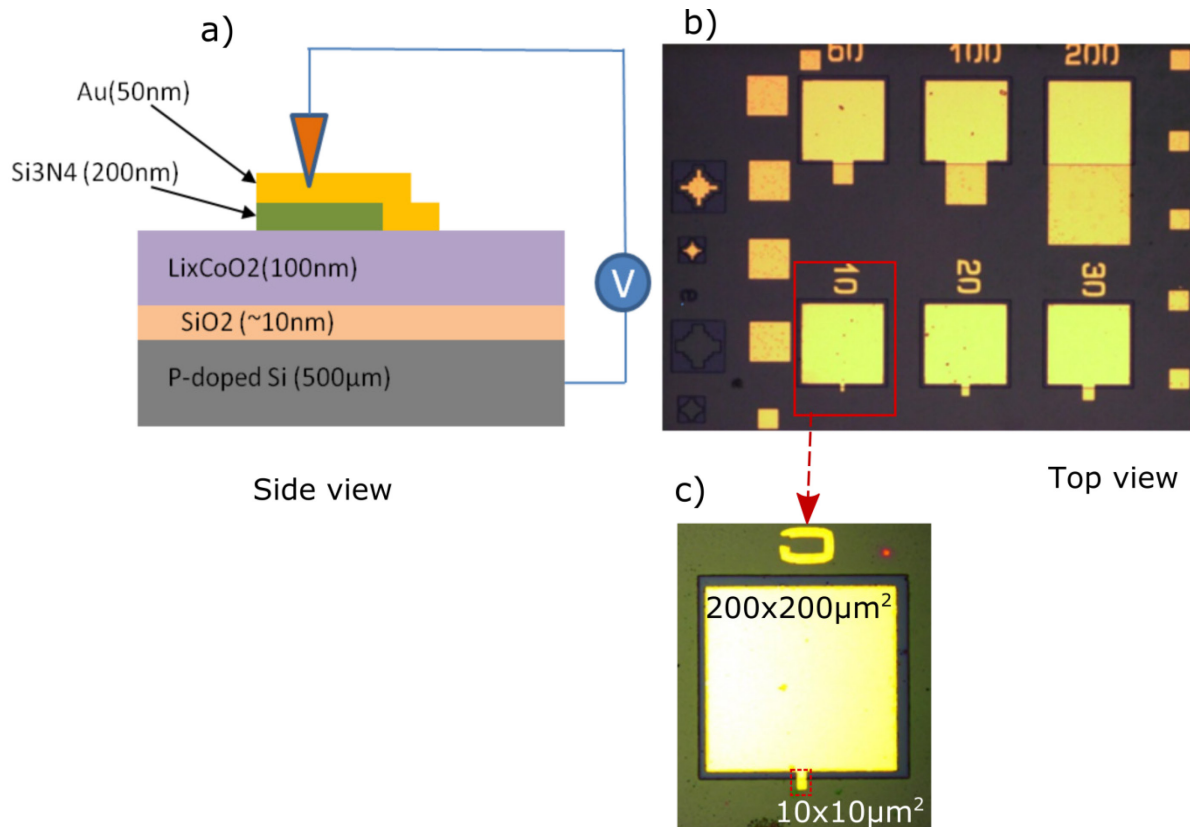 a)
Au(50nm)
Si3N4 (200nm)
LixCoO2(100nm)
SiO2 (~10nm)
P-doped Si (500µm)
V
Side view
b)
60 100 200
10 20 30
Top view
c)
200x200µm²
10x10µm²